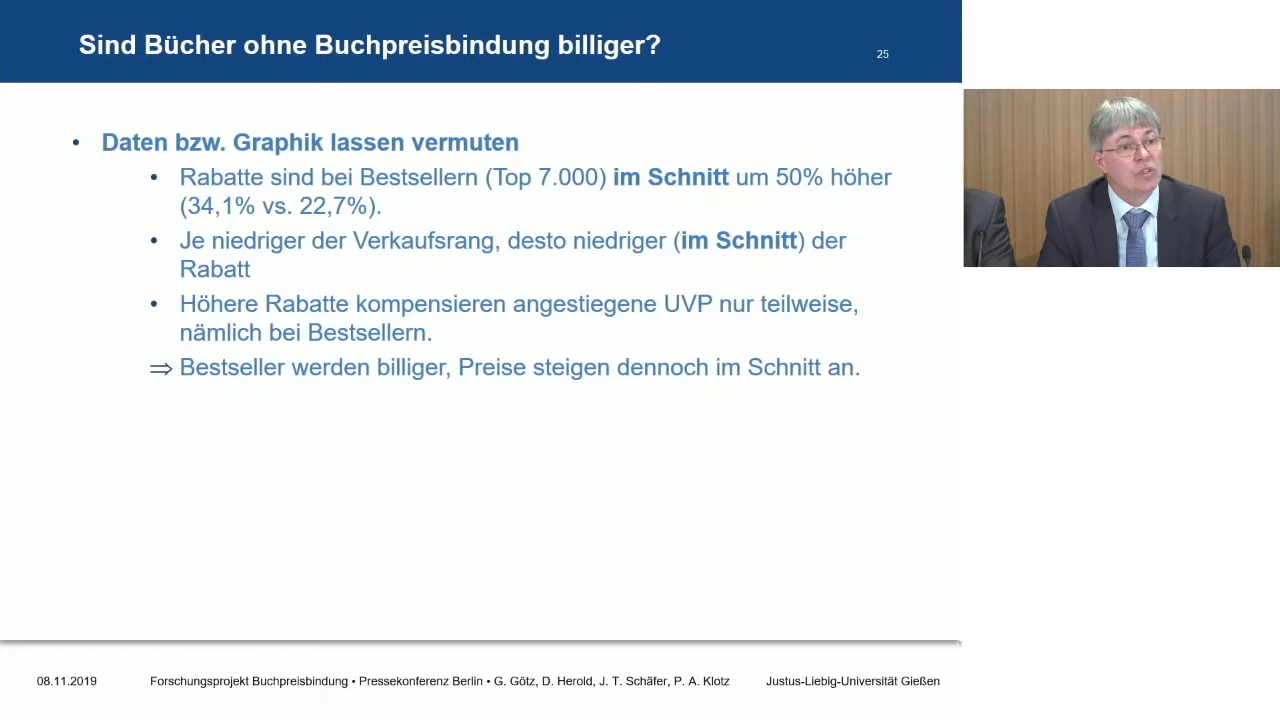 Sind Bücher ohne Buchpreisbindung billiger?
25
• Daten bzw. Graphik lassen vermuten
• Rabatte sind bei Bestsellern (Top 7.000) im Schnitt um 50% höher
(34,1% vs. 22,7%).
• Je niedriger der Verkaufsrang, desto niedriger (im Schnitt) der
Rabatt
• Höhere Rabatte kompensieren angestiegene UVP nur teilweise,
nämlich bei Bestsellern.
⇒ Bestseller werden billiger, Preise steigen dennoch im Schnitt an.
08.11.2019 Forschungsprojekt Buchpreisbindung • Pressekonferenz Berlin • G. Götz, D. Herold, J. T. Schäfer, P. A. Klotz Justus-Liebig-Universität Gießen